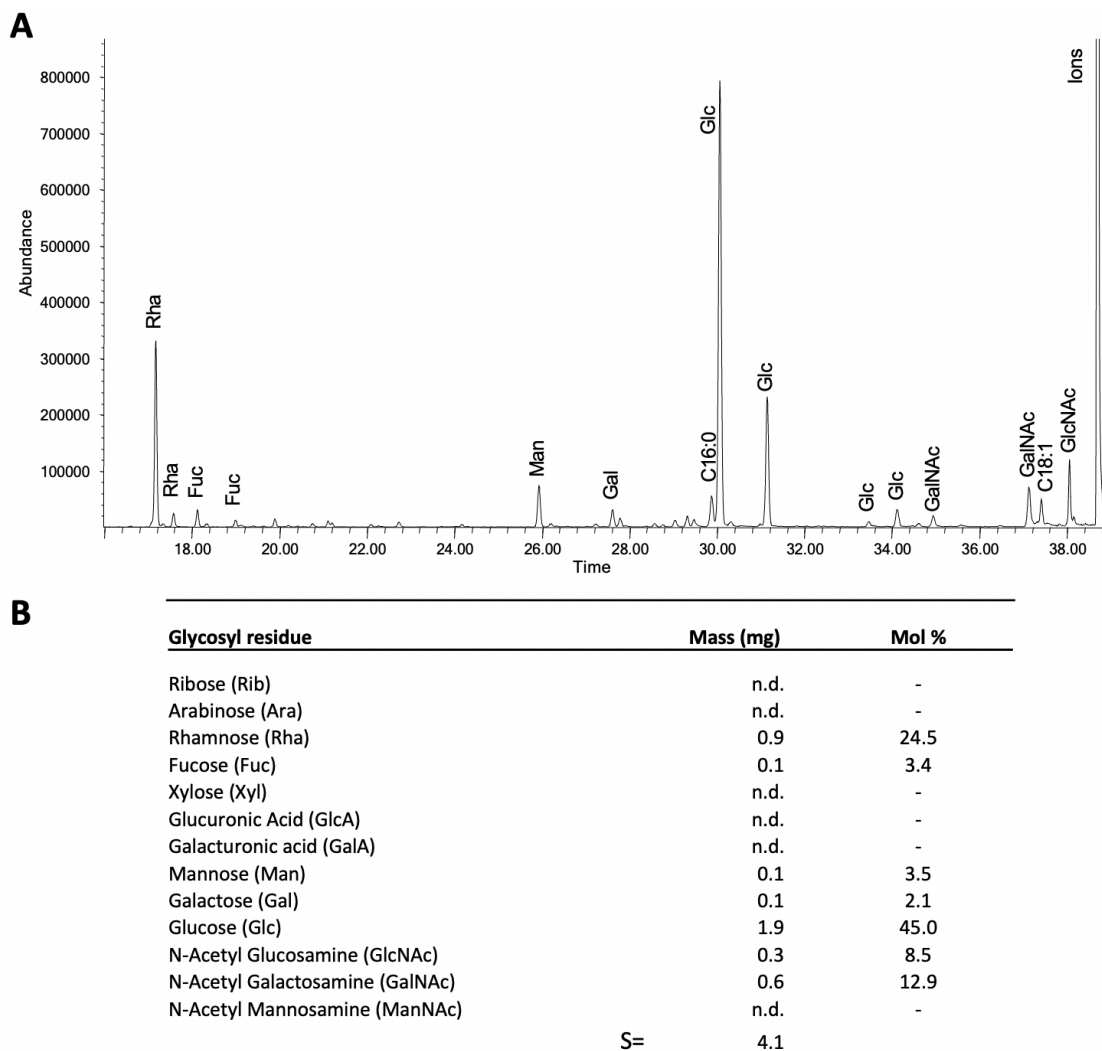 A
Abundance
800000
700000
600000
500000
400000
300000
200000
100000
Rha
Rha
Fuc
Fuc
Man
Gal
C16:0
Glc
Glc
Glc
Glc
GalNAc
GalNAc
C18:1
GlcNAc
Ions
18.00 20.00 22.00 24.00 26.00 28.00 30.00 32.00 34.00 36.00 38.00
Time
B
Glycosyl residue Mass (mg) Mol %
Ribose (Rib) n.d. -
Arabinose (Ara) n.d. -
Rhamnose (Rha) 0.9 24.5
Fucose (Fuc) 0.1 3.4
Xylose (Xyl) n.d. -
Glucuronic Acid (GlcA) n.d. -
Galacturonic acid (GalA) n.d. -
Mannose (Man) 0.1 3.5
Galactose (Gal) 0.1 2.1
Glucose (Glc) 1.9 45.0
N-Acetyl Glucosamine (GlcNAc) 0.3 8.5
N-Acetyl Galactosamine (GalNAc) 0.6 12.9
N-Acetyl Mannosamine (ManNAc) n.d. -
S= 4.1